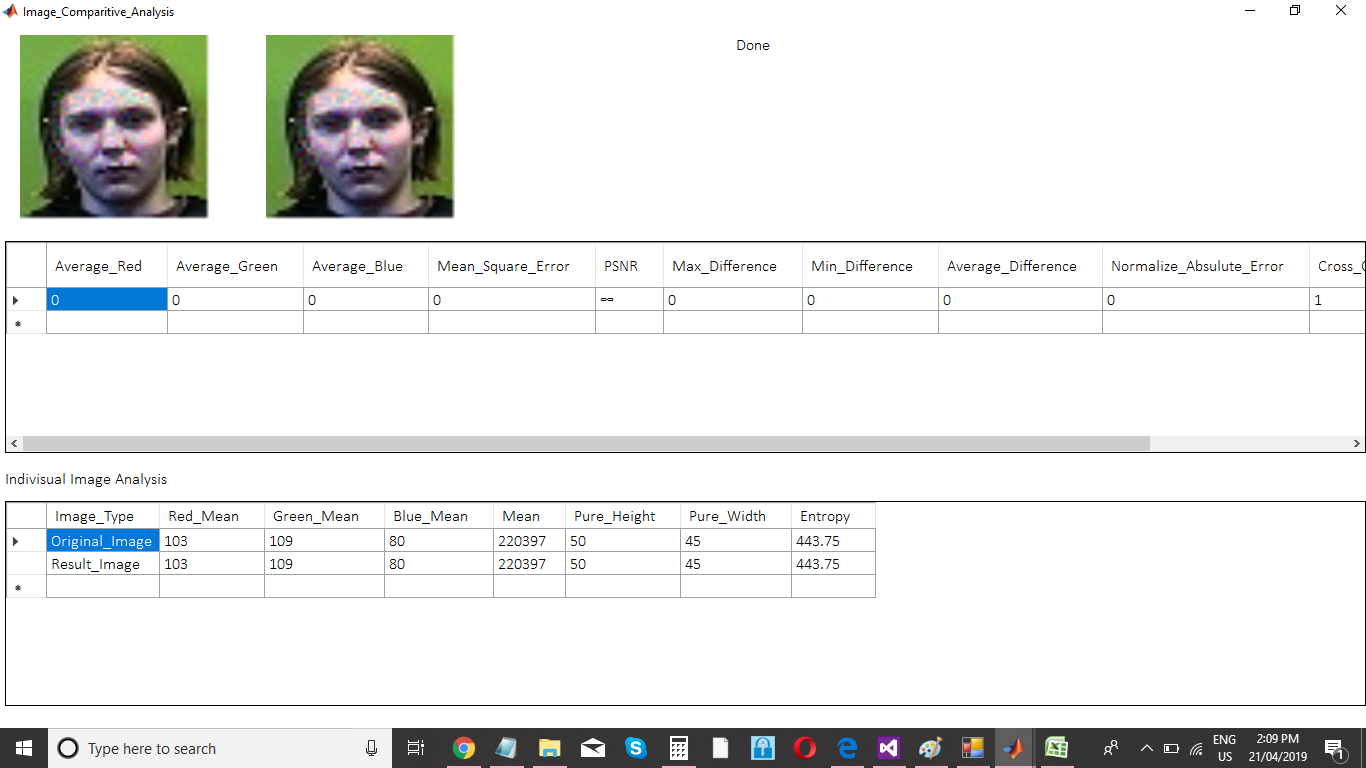 Image_Comparitive_Analysis
Done
Average_Red Average_Green Average_Blue Mean_Square_Error PSNR Max_Difference Min_Difference Average_Difference Normalize_Absulute_Error Cross_
0 0 0 0 ∞ 0 0 0 0 1
Indivisual Image Analysis
Image_Type Red_Mean Green_Mean Blue_Mean Mean Pure_Height Pure_Width Entropy
Original_Image 103 109 80 220397 50 45 443.75
Result_Image 103 109 80 220397 50 45 443.75
Type here to search
ENG 2:09 PM
US 21/04/2019
1